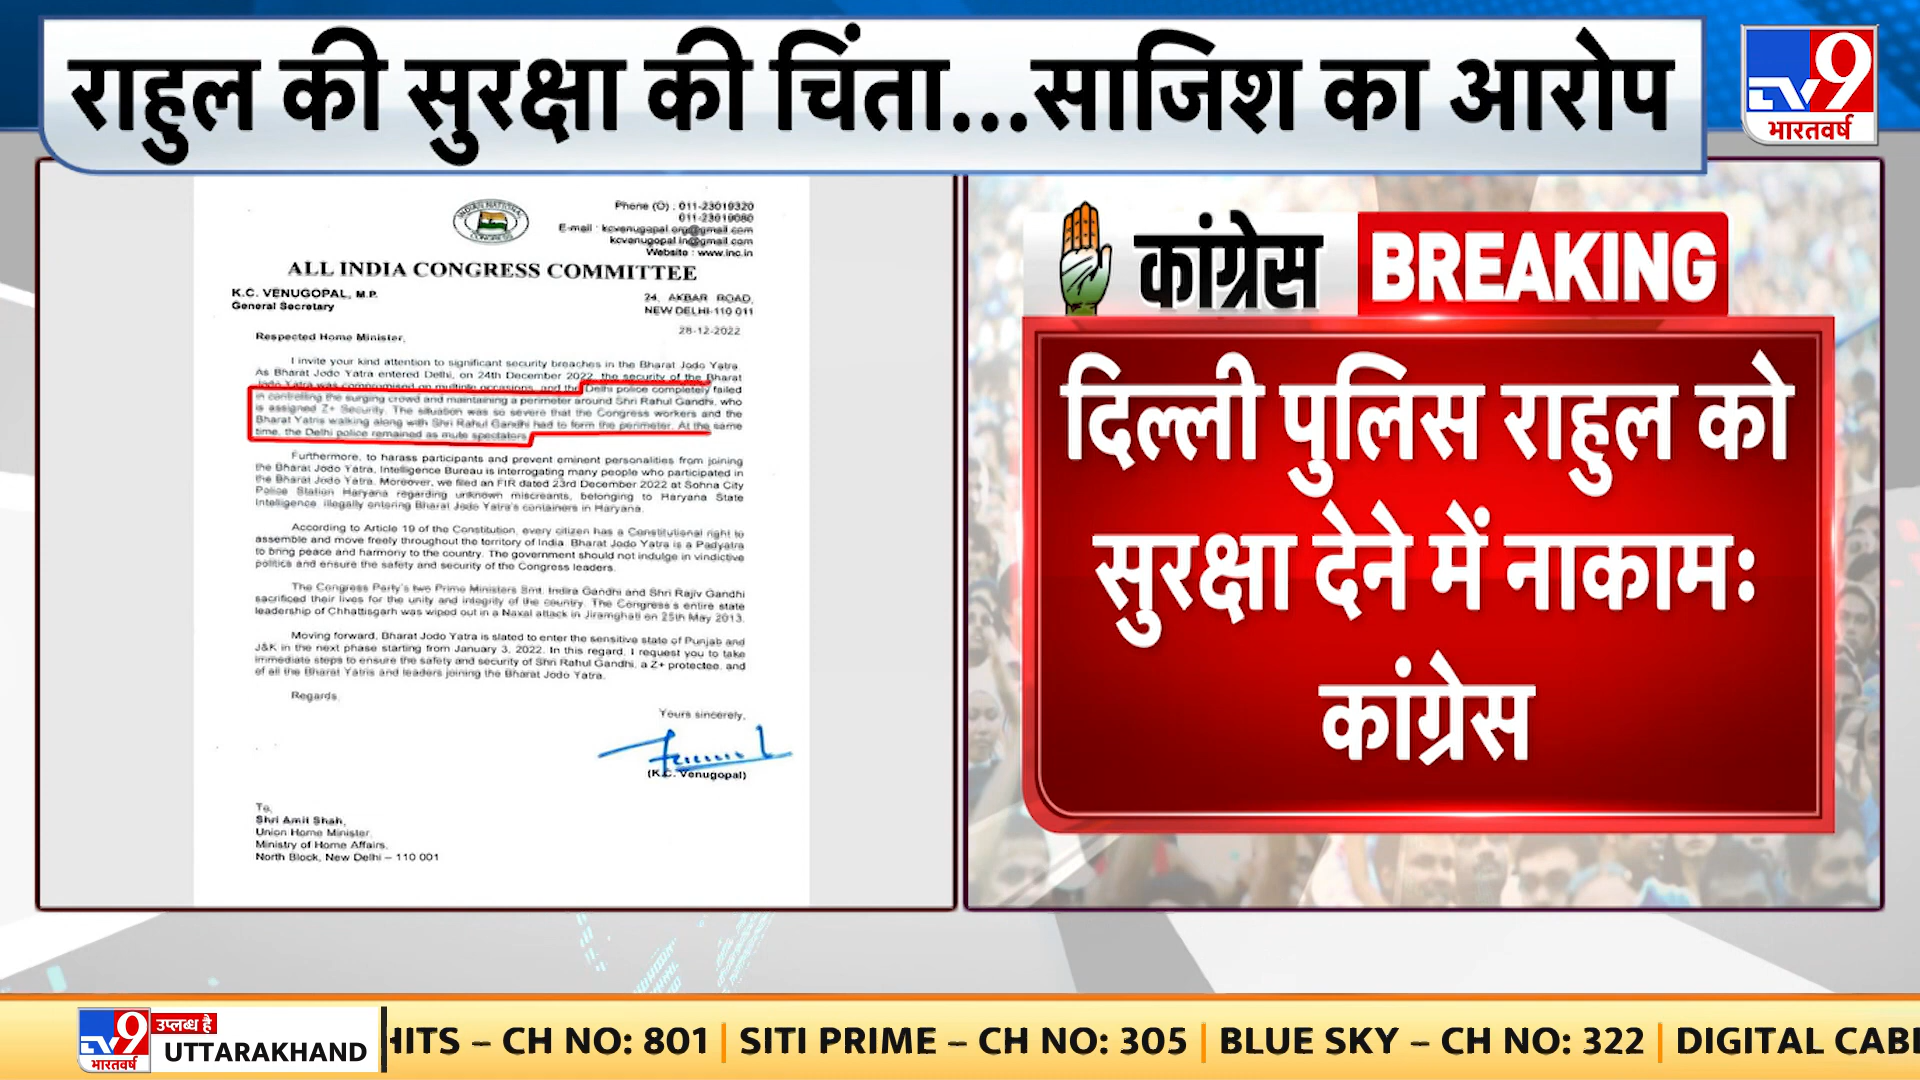 राहुल की सुरक्षा की चिंता...साजिश का आरोप
TV9
भारतवर्ष
INDIAN NATIONAL
CONGRESS
Phone (O) : 011-23019320
011-23019080
E-mail : kcvenugopal.org@gmail.com
kcvenugopal.in@gmail.com
Website : www.inc.in
ALL INDIA CONGRESS COMMITTEE
K.C. VENUGOPAL, M.P.
General Secretary
24, AKBAR ROAD,
NEW DELHI-110 011
28-12-2022
Respected Home Minister,
I invite your kind attention to significant security breaches in the Bharat Jodo Yatra.
As Bharat Jodo Yatra entered Delhi, on 24th December 2022, the security of the Bharat
Jodo Yatra was compromised on multiple occasions, and the Delhi police completely failed
in controlling the surging crowd and maintaining a perimeter around Shri Rahul Gandhi, who
is assigned Z+ Security. The situation was so severe that the Congress workers and the
Bharat Yatris walking along with Shri Rahul Gandhi had to form the perimeter. At the same
time, the Delhi police remained as mute spectators.
Furthermore, to harass participants and prevent eminent personalities from joining
the Bharat Jodo Yatra, Intelligence Bureau is interrogating many people who participated in
the Bharat Jodo Yatra. Moreover, we filed an FIR dated 23rd December 2022 at Sohna City
Police Station Haryana regarding unknown miscreants, belonging to Haryana State
Intelligence, illegally entering Bharat Jodo Yatra's containers in Haryana.
According to Article 19 of the Constitution, every citizen has a Constitutional right to
assemble and move freely throughout the territory of India. Bharat Jodo Yatra is a Padyatra
to bring peace and harmony to the country. The government should not indulge in vindictive
politics and ensure the safety and security of the Congress leaders.
The Congress Party's two Prime Ministers Smt. Indira Gandhi and Shri Rajiv Gandhi
sacrificed their lives for the unity and integrity of the country. The Congress's entire state
leadership of Chhattisgarh was wiped out in a Naxal attack in Jiramghati on 25th May 2013.
Moving forward, Bharat Jodo Yatra is slated to enter the sensitive state of Punjab and
J&K in the next phase starting from January 3, 2022. In this regard, I request you to take
immediate steps to ensure the safety and security of Shri Rahul Gandhi, a Z+ protectee, and
of all the Bharat Yatris and leaders joining the Bharat Jodo Yatra.
Regards.
Yours sincerely,
(K.C. Venugopal)
To,
Shri Amit Shah,
Union Home Minister,
Ministry of Home Affairs,
North Block, New Delhi – 110 001
कांग्रेस BREAKING
दिल्ली पुलिस राहुल को
सुरक्षा देने में नाकामः
कांग्रेस
TV9 भारतवर्ष उप्लब्ध है
UTTARAKHAND
HITS – CH NO: 801 | SITI PRIME – CH NO: 305 | BLUE SKY – CH NO: 322 | DIGITAL CABL